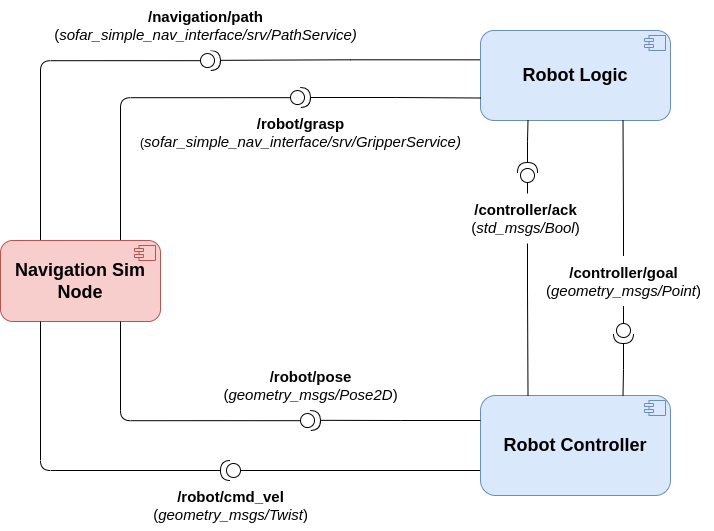 /navigation/path
(sofar_simple_nav_interface/srv/PathService)
Robot Logic
/robot/grasp
(sofar_simple_nav_interface/srv/GripperService)
/controller/ack
(std_msgs/Bool)
/controller/goal
(geometry_msgs/Point)
Navigation Sim
Node
/robot/pose
(geometry_msgs/Pose2D)
Robot Controller
/robot/cmd_vel
(geometry_msgs/Twist)